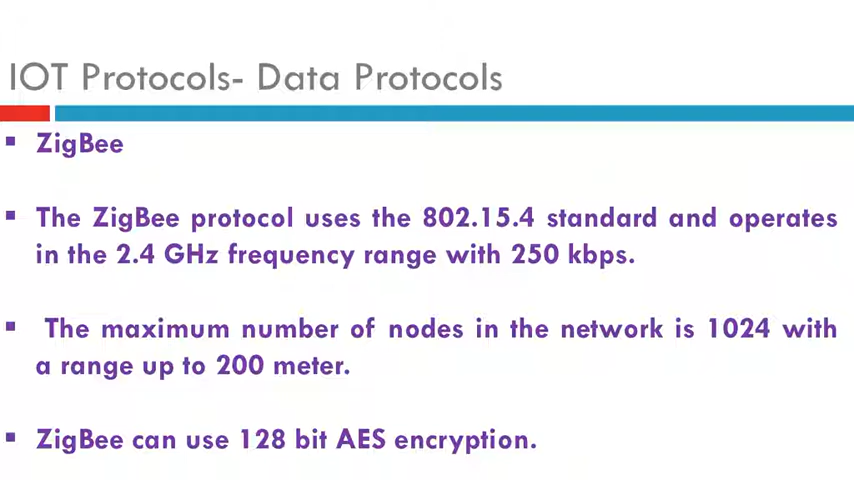 IOT Protocols- Data Protocols
▪ ZigBee
▪ The ZigBee protocol uses the 802.15.4 standard and operates
in the 2.4 GHz frequency range with 250 kbps.
▪ The maximum number of nodes in the network is 1024 with
a range up to 200 meter.
▪ ZigBee can use 128 bit AES encryption.